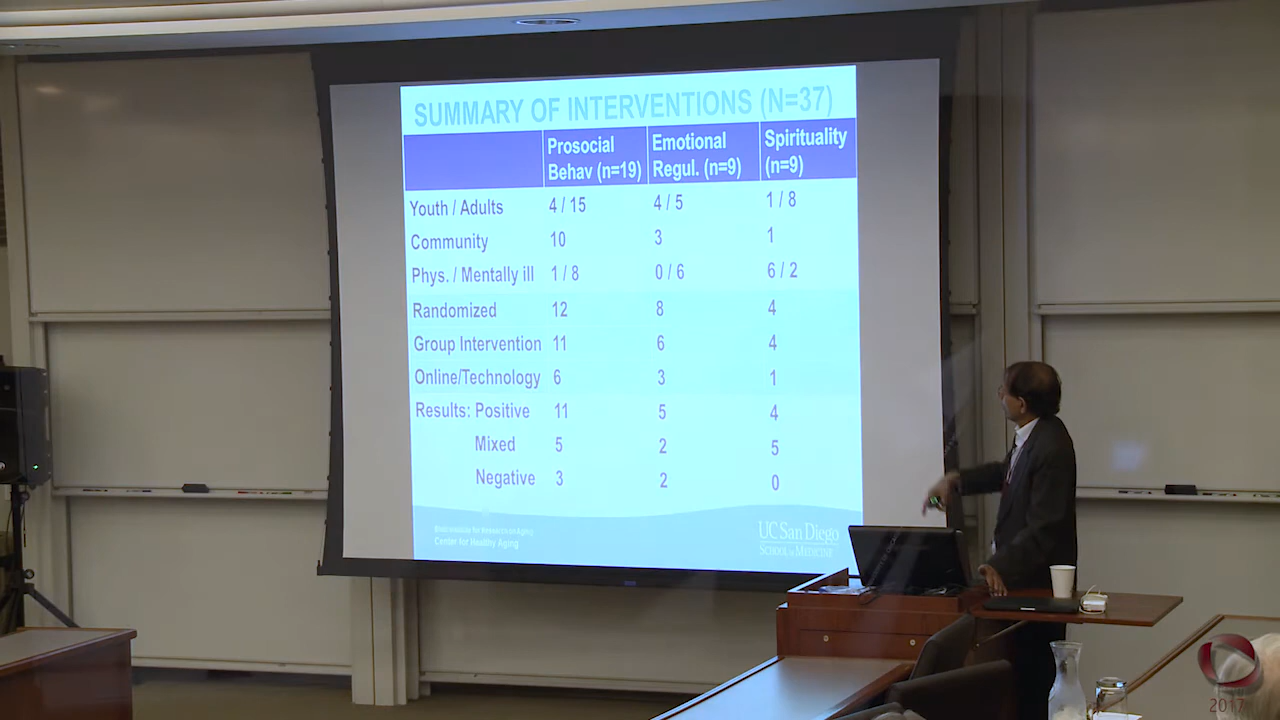 SUMMARY OF INTERVENTIONS (N=37)
Prosocial Behav (n=19) Emotional Regul. (n=9) Spirituality (n=9)
Youth / Adults 4 / 15 4 / 5 1 / 8
Community 10 3 1
Phys. / Mentally ill 1 / 8 0 / 6 6 / 2
Randomized 12 8 4
Group Intervention 11 6 4
Online/Technology 6 3 1
Results: Positive 11 5 4
Mixed 5 2 5
Negative 3 2 0
Center for Healthy Aging
UC San Diego
SCHOOL of MEDICINE
2017